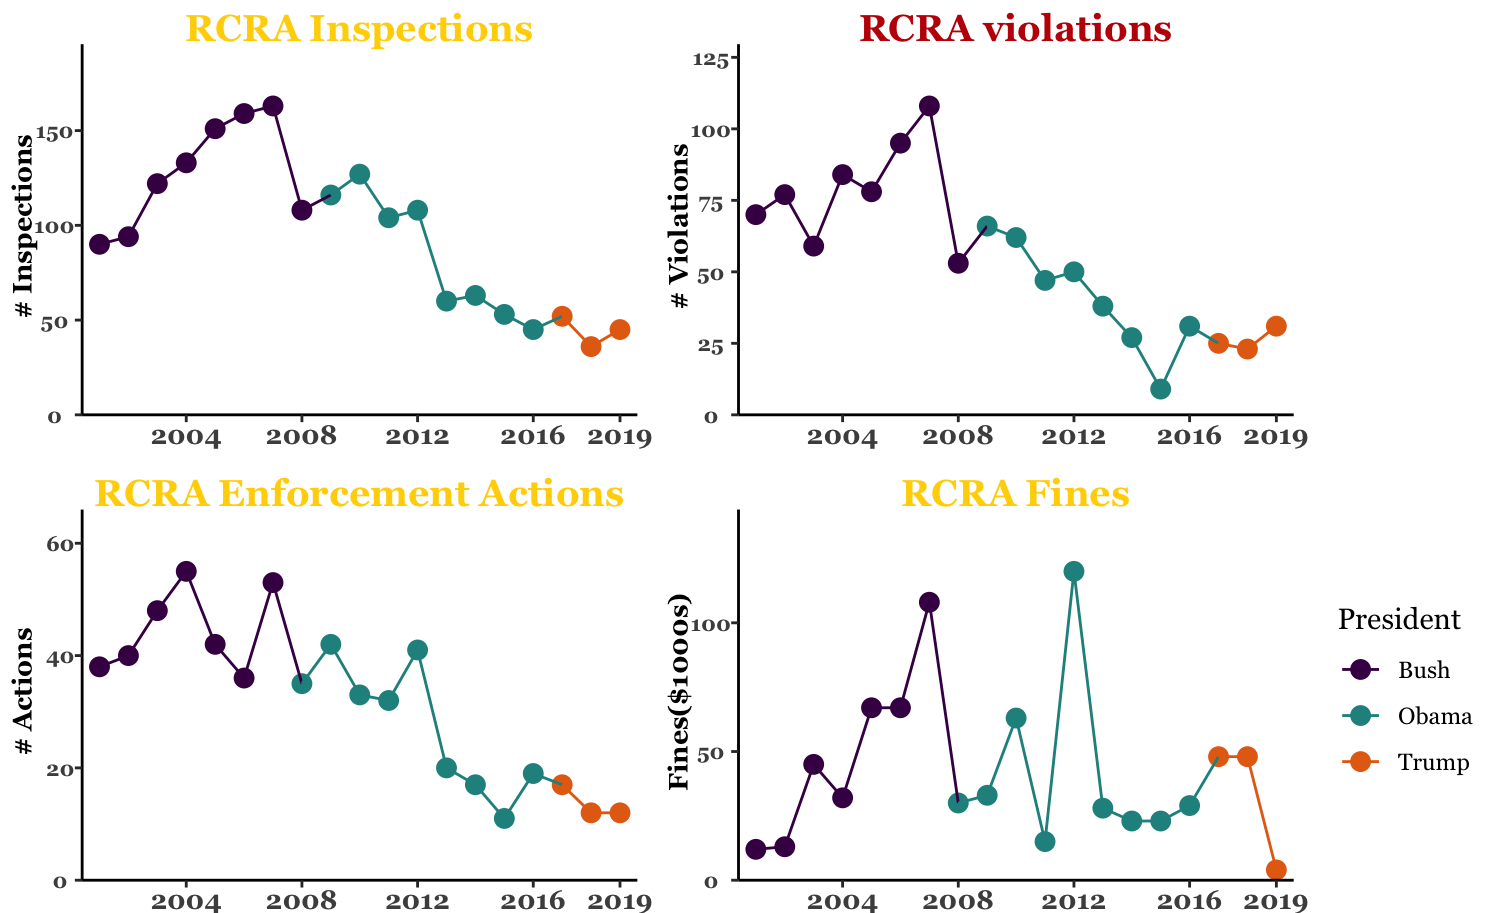 RCRA Inspections
# Inspections
150
100
50
0
2004 2008 2012 2016 2019
RCRA violations
# Violations
125
100
75
50
25
0
2004 2008 2012 2016 2019
RCRA Enforcement Actions
# Actions
60
40
20
0
2004 2008 2012 2016 2019
RCRA Fines
Fines($1000s)
100
50
0
2004 2008 2012 2016 2019
President
Bush
Obama
Trump